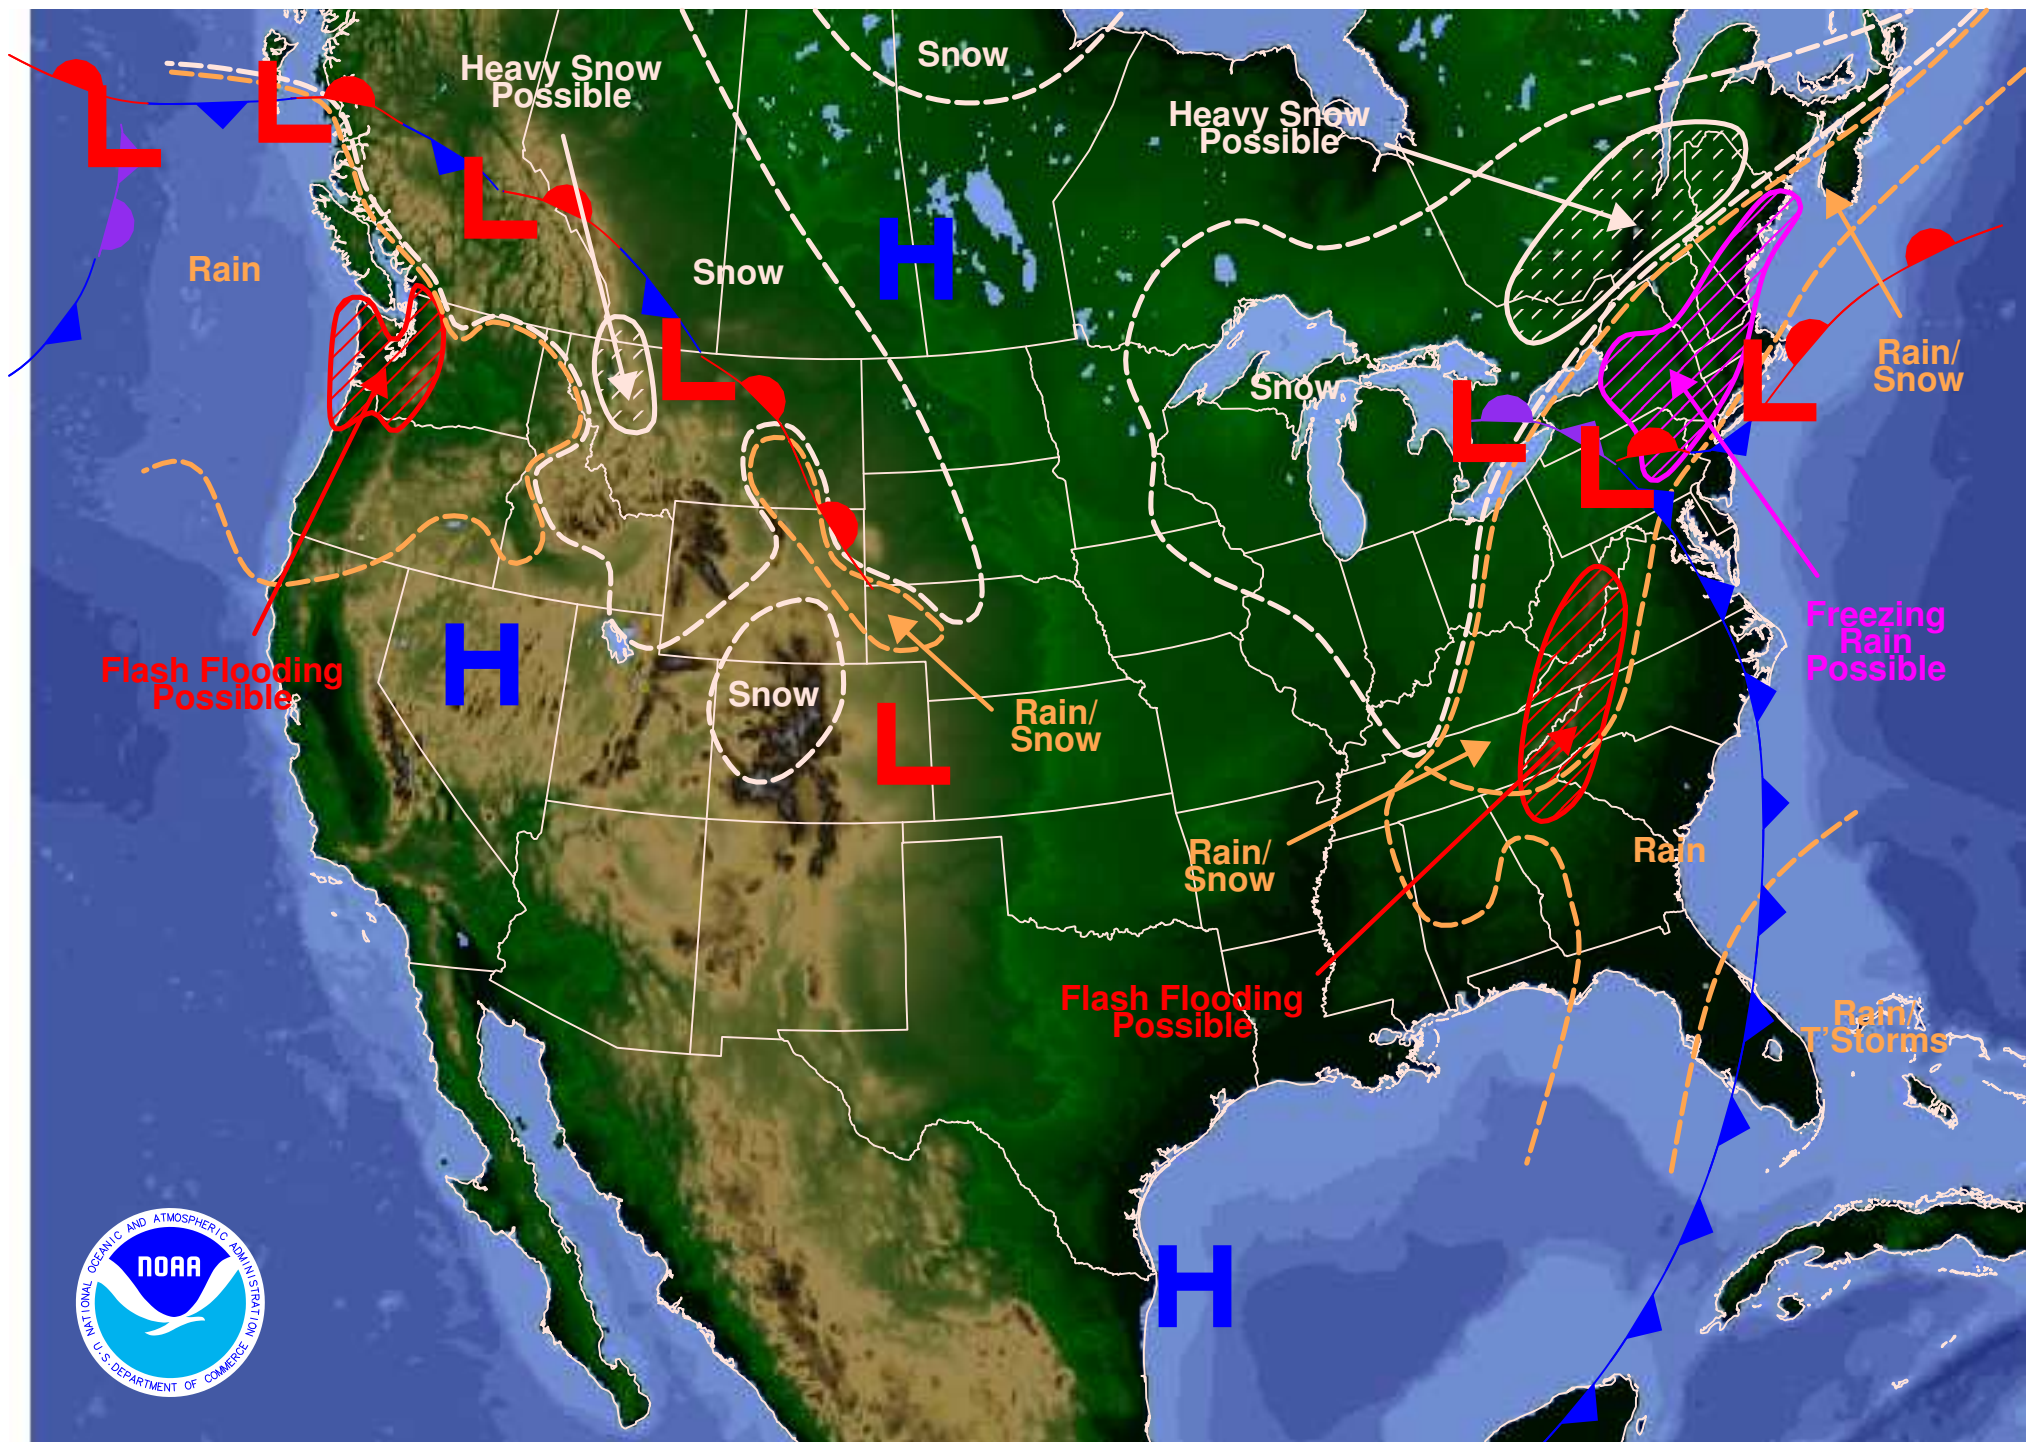 Snow
Heavy Snow
Possible
Heavy Snow
Possible
L
L
L
Rain
Snow
H
L
Snow
L
L
L
Rain/
Snow
Flash Flooding
Possible
H
Snow
L
Rain/
Snow
Freezing
Rain
Possible
Rain/
Snow
Rain
Flash Flooding
Possible
Rain/
T'Storms
H
NATIONAL OCEANIC AND ATMOSPHERIC ADMINISTRATION
NOAA
U.S. DEPARTMENT OF COMMERCE